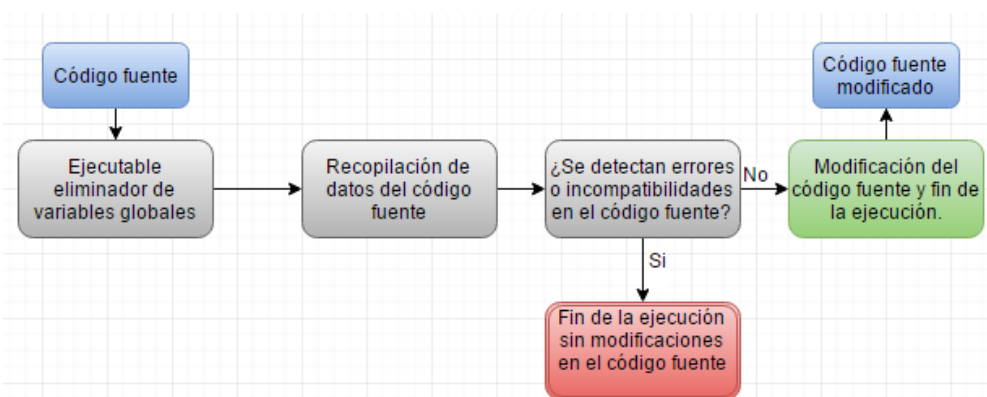 Código fuente
Ejecutable
eliminador de
variables globales
Recopilación de
datos del código
fuente
¿Se detectan errores
o incompatibilidades
en el código fuente?
No
Si
Fin de la ejecución
sin modificaciones
en el código fuente
Modificación del
código fuente y fin de
la ejecución.
Código fuente
modificado